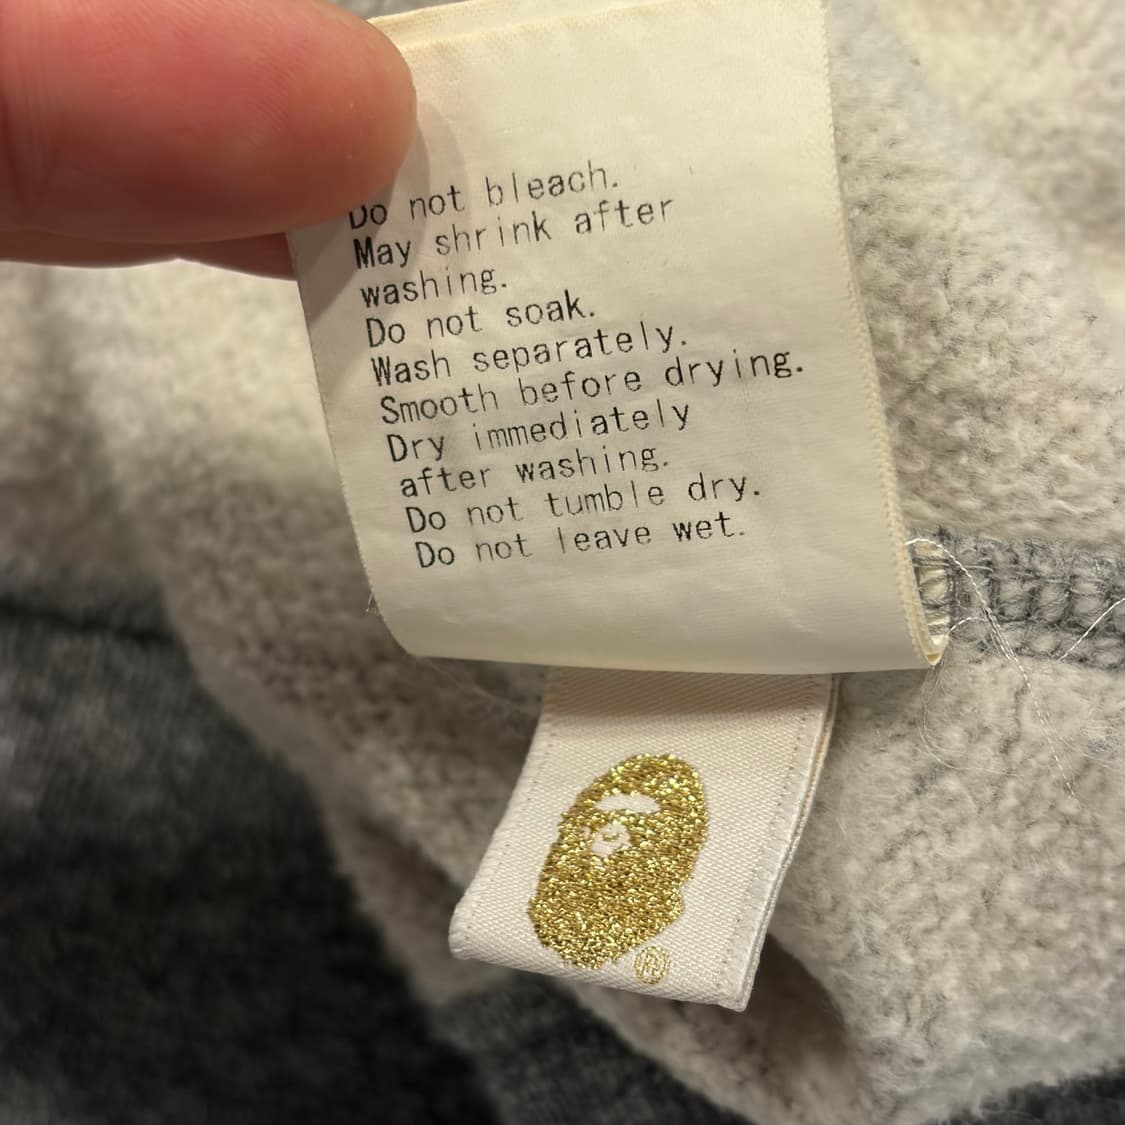 Do not bleach.
May shrink after
washing.
Do not soak.
Wash separately.
Smooth before drying.
Dry immediately
after washing.
Do not tumble dry.
Do not leave wet.
®